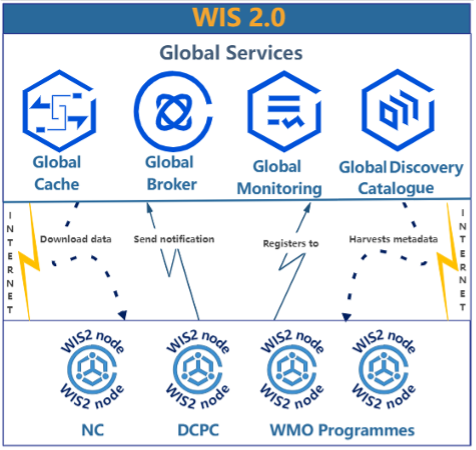 WIS 2.0
Global Services
Global
Cache
Global
Broker
Global
Monitoring
Global Discovery
Catalogue
INTERNET
Download data
Send notification
Registers to
Harvests metadata
INTERNET
WIS2 node
WIS2 node
WIS2 node
WIS2 node
WIS2 node
WIS2 node
WIS2 node
WIS2 node
NC
DCPC
WMO Programmes